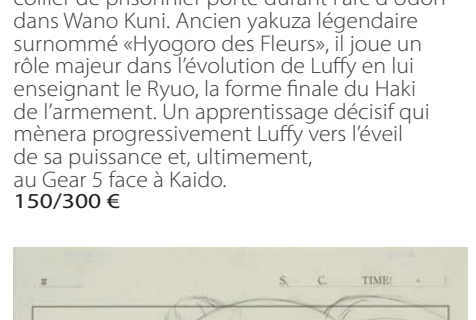 collier de prisonnier porté durant l'arc d'Udon
dans Wano Kuni. Ancien yakuza légendaire
surnommé «Hyogoro des Fleurs», il joue un
rôle majeur dans l'évolution de Luffy en lui
enseignant le Ryuo, la forme finale du Haki
de l'armement. Un apprentissage décisif qui
mènera progressivement Luffy vers l'éveil
de sa puissance et, ultimement,
au Gear 5 face à Kaido.
150/300 €
# S. C. TIME( + )